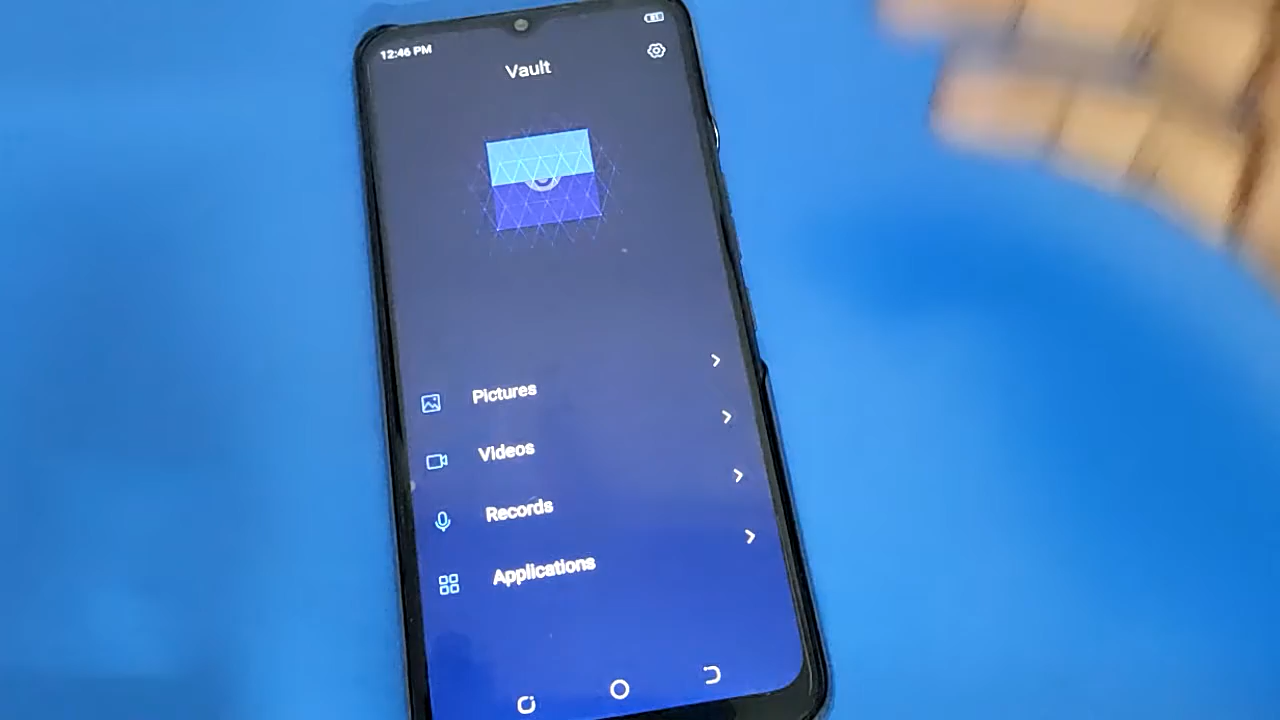 12:46 PM
Vault
Pictures
Videos
Records
Applications